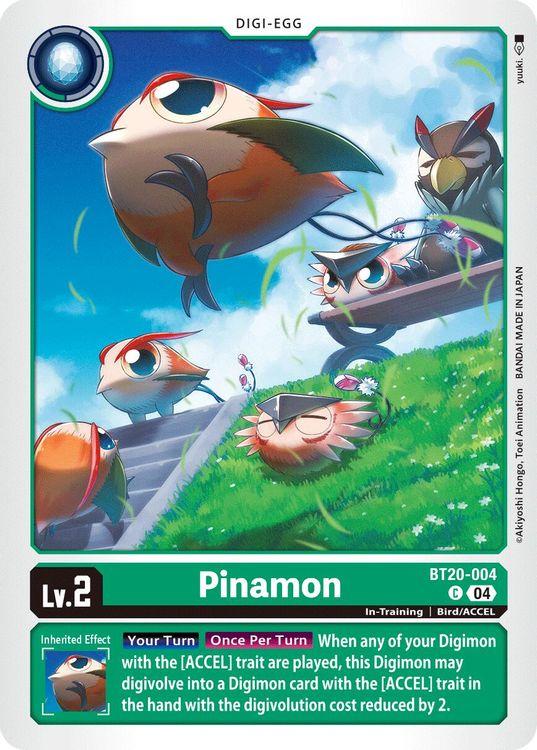 DIGI-EGG
yuuki.
©Akiyoshi Hongo, Toei Animation BANDAI MADE IN JAPAN
Lv.2
Pinamon
BT20-004
C 04
In-Training | Bird/ACCEL
Inherited Effect
Your Turn Once Per Turn When any of your Digimon
with the [ACCEL] trait are played, this Digimon may
digivolve into a Digimon card with the [ACCEL] trait in
the hand with the digivolution cost reduced by 2.